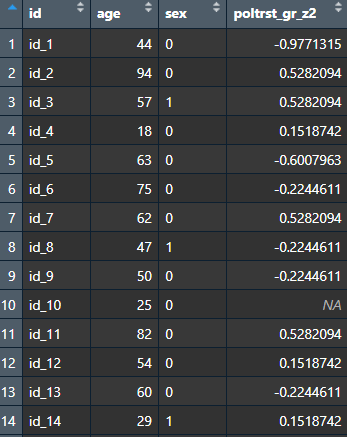 id age sex poltrst_gr_z2
1 id_1 44 0 -0.9771315
2 id_2 94 0 0.5282094
3 id_3 57 1 0.5282094
4 id_4 18 0 0.1518742
5 id_5 63 0 -0.6007963
6 id_6 75 0 -0.2244611
7 id_7 62 0 0.5282094
8 id_8 47 1 -0.2244611
9 id_9 50 0 -0.2244611
10 id_10 25 0 NA
11 id_11 82 0 0.5282094
12 id_12 54 0 0.1518742
13 id_13 60 0 -0.2244611
14 id_14 29 1 0.1518742